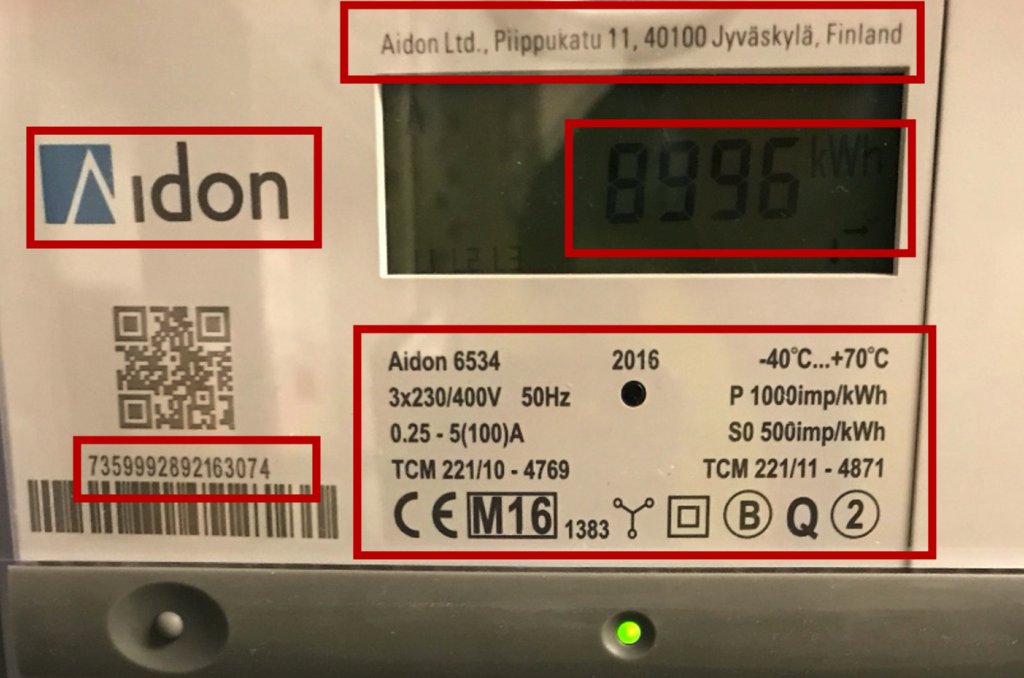 Aidon Ltd., Piippukatu 11, 40100 Jyväskylä, Finland
8996 kWh
Aidon
7359992892163074
Aidon 6534 2016 -40°C...+70°C
3x230/400V 50Hz P 1000imp/kWh
0.25 - 5(100)A S0 500imp/kWh
TCM 221/10 - 4769 TCM 221/11 - 4871
CE M16 1383 B Q 2